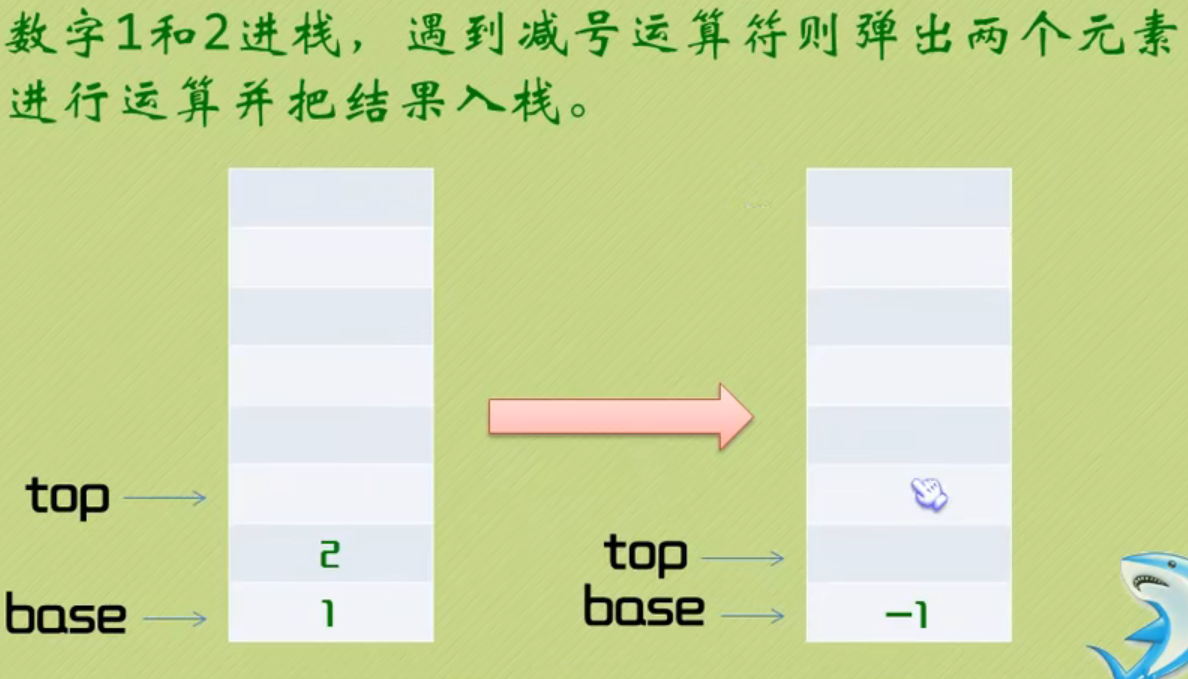 数字1和2进栈，遇到减号运算符则弹出两个元素
进行运算并把结果入栈。
top
2
base
1
top
base
-1